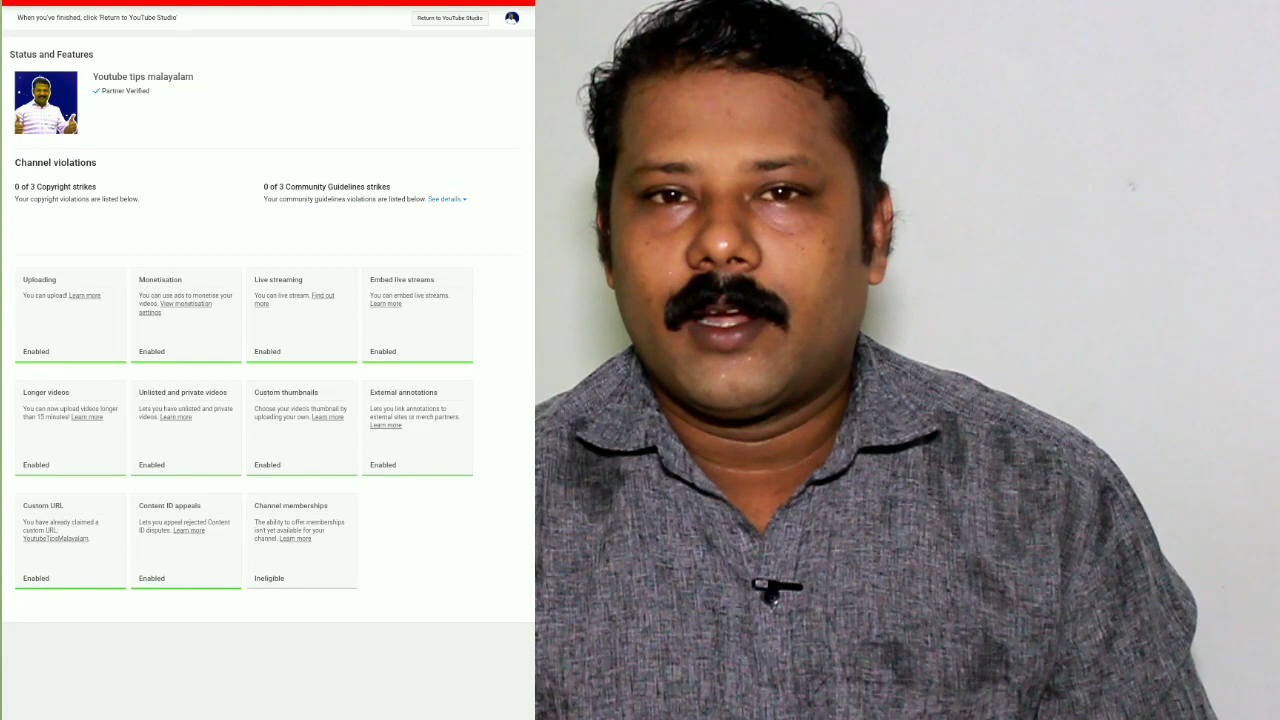 When you've finished, click 'Return to YouTube Studio'
Return to YouTube Studio
Status and Features
Youtube tips malayalam
Partner Verified
Channel violations
0 of 3 Copyright strikes
Your copyright violations are listed below.
0 of 3 Community Guidelines strikes
Your community guidelines violations are listed below. See details
Uploading
You can upload! Learn more
Enabled
Monetisation
You can use ads to monetise your
videos. View monetisation
settings
Enabled
Live streaming
You can live stream. Find out
more
Enabled
Embed live streams
You can embed live streams.
Learn more
Enabled
Longer videos
You can now upload videos longer
than 15 minutes! Learn more
Enabled
Unlisted and private videos
Lets you have unlisted and private
videos. Learn more
Enabled
Custom thumbnails
Choose your videos thumbnail by
uploading your own. Learn more
Enabled
External annotations
Lets you link annotations to
external sites or merch partners.
Learn more
Enabled
Custom URL
You have already claimed a
custom URL:
YoutubeTipsMalayalam.
Enabled
Content ID appeals
Lets you appeal rejected Content
ID disputes. Learn more
Enabled
Channel memberships
The ability to offer memberships
isn't yet available for your
channel. Learn more
Ineligible